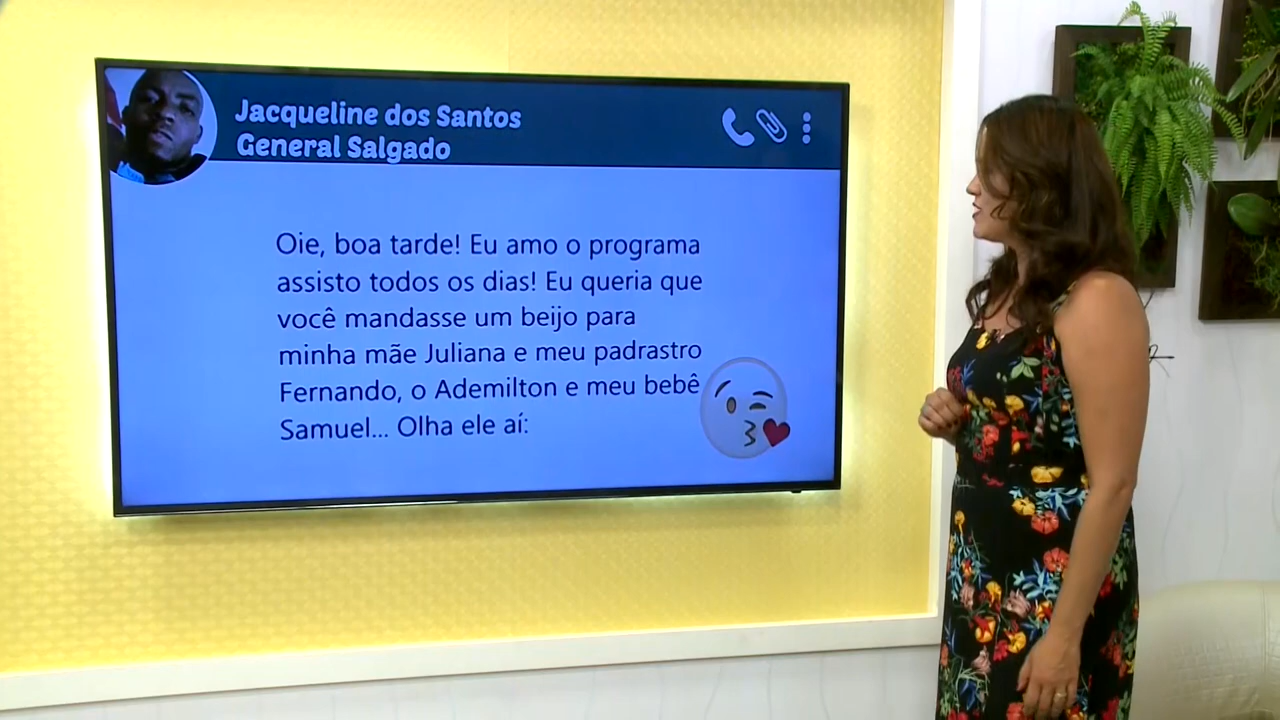 Jacqueline dos Santos
General Salgado
Oie, boa tarde! Eu amo o programa
assisto todos os dias! Eu queria que
você mandasse um beijo para
minha mãe Juliana e meu padrastro
Fernando, o Ademilton e meu bebê
Samuel... Olha ele aí: